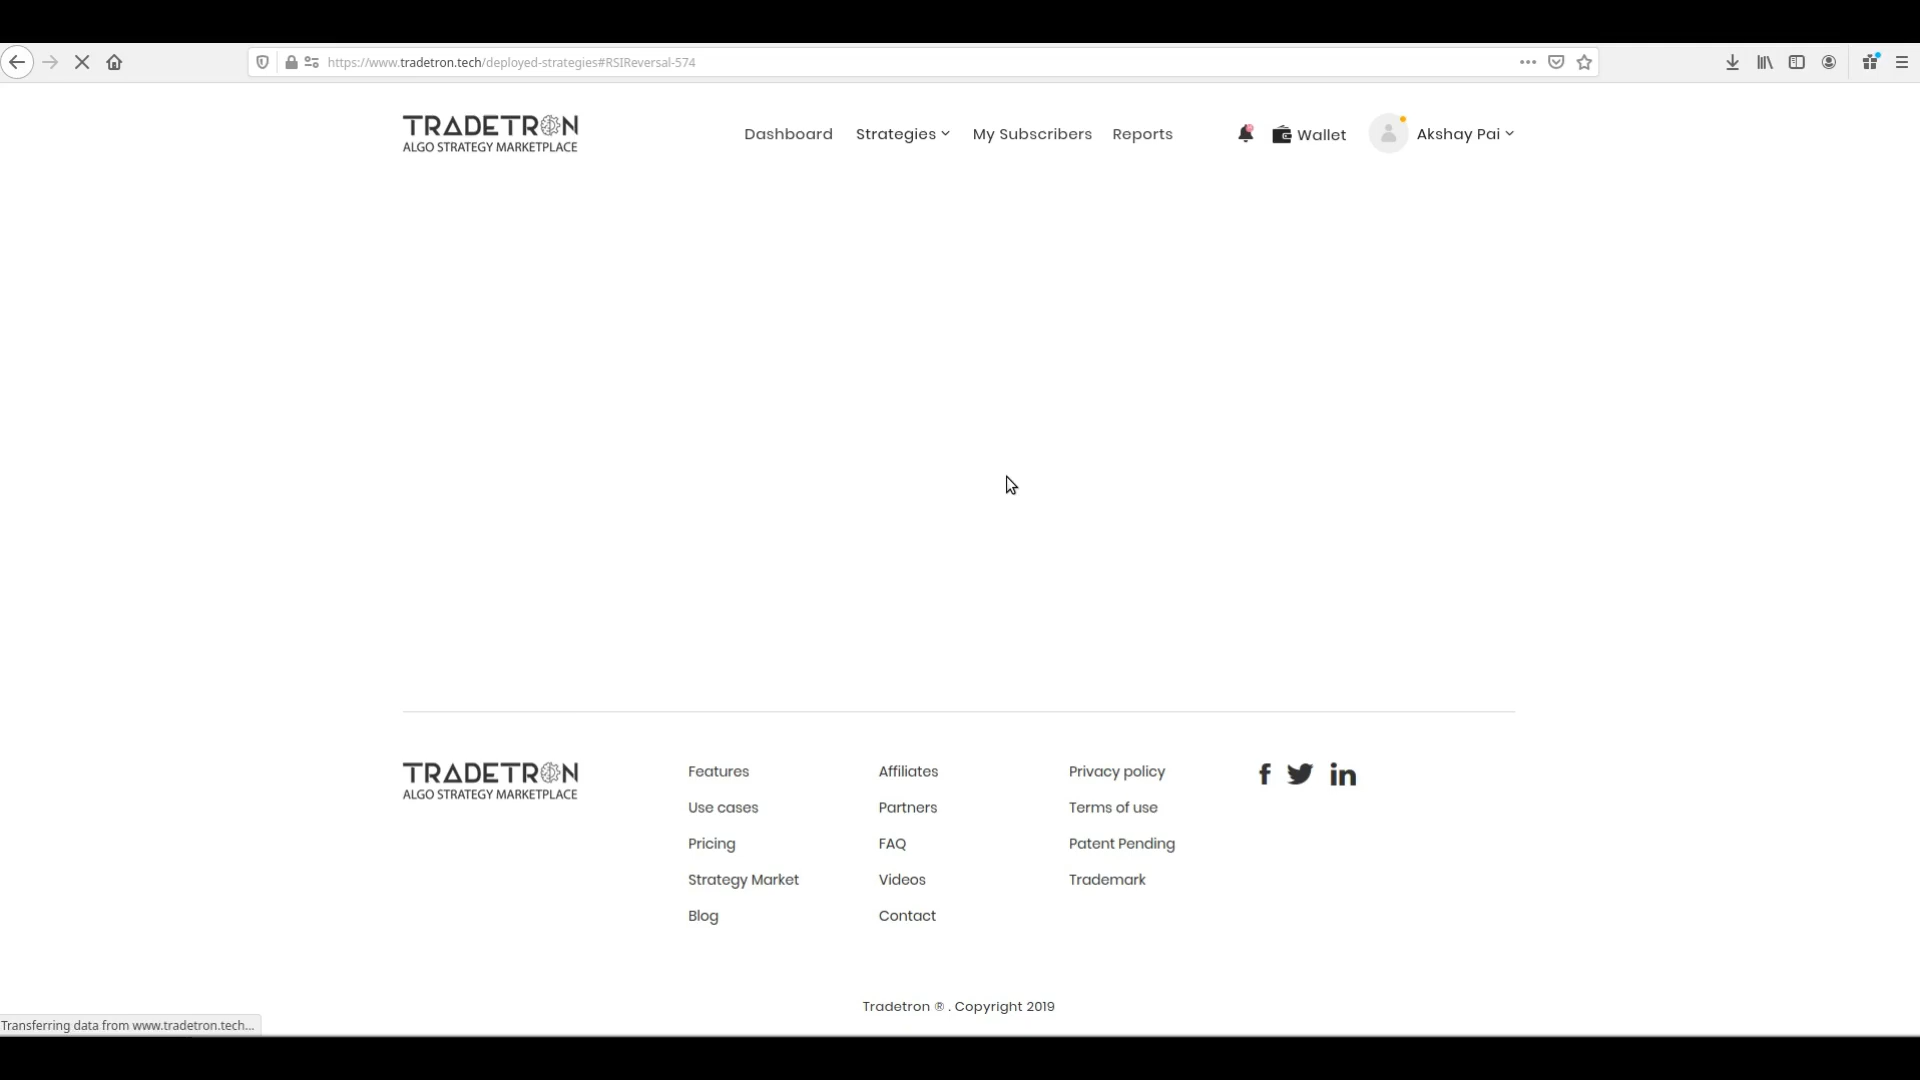 https://www.tradetron.tech/deployed-strategies#RSIReversal-574
TRADETRON
ALGO STRATEGY MARKETPLACE
Dashboard
Strategies
My Subscribers
Reports
Wallet
Akshay Pai
TRADETRON
ALGO STRATEGY MARKETPLACE
Features
Use cases
Pricing
Strategy Market
Blog
Affiliates
Partners
FAQ
Videos
Contact
Privacy policy
Terms of use
Patent Pending
Trademark
f
in
Tradetron ® . Copyright 2019
Transferring data from www.tradetron.tech...